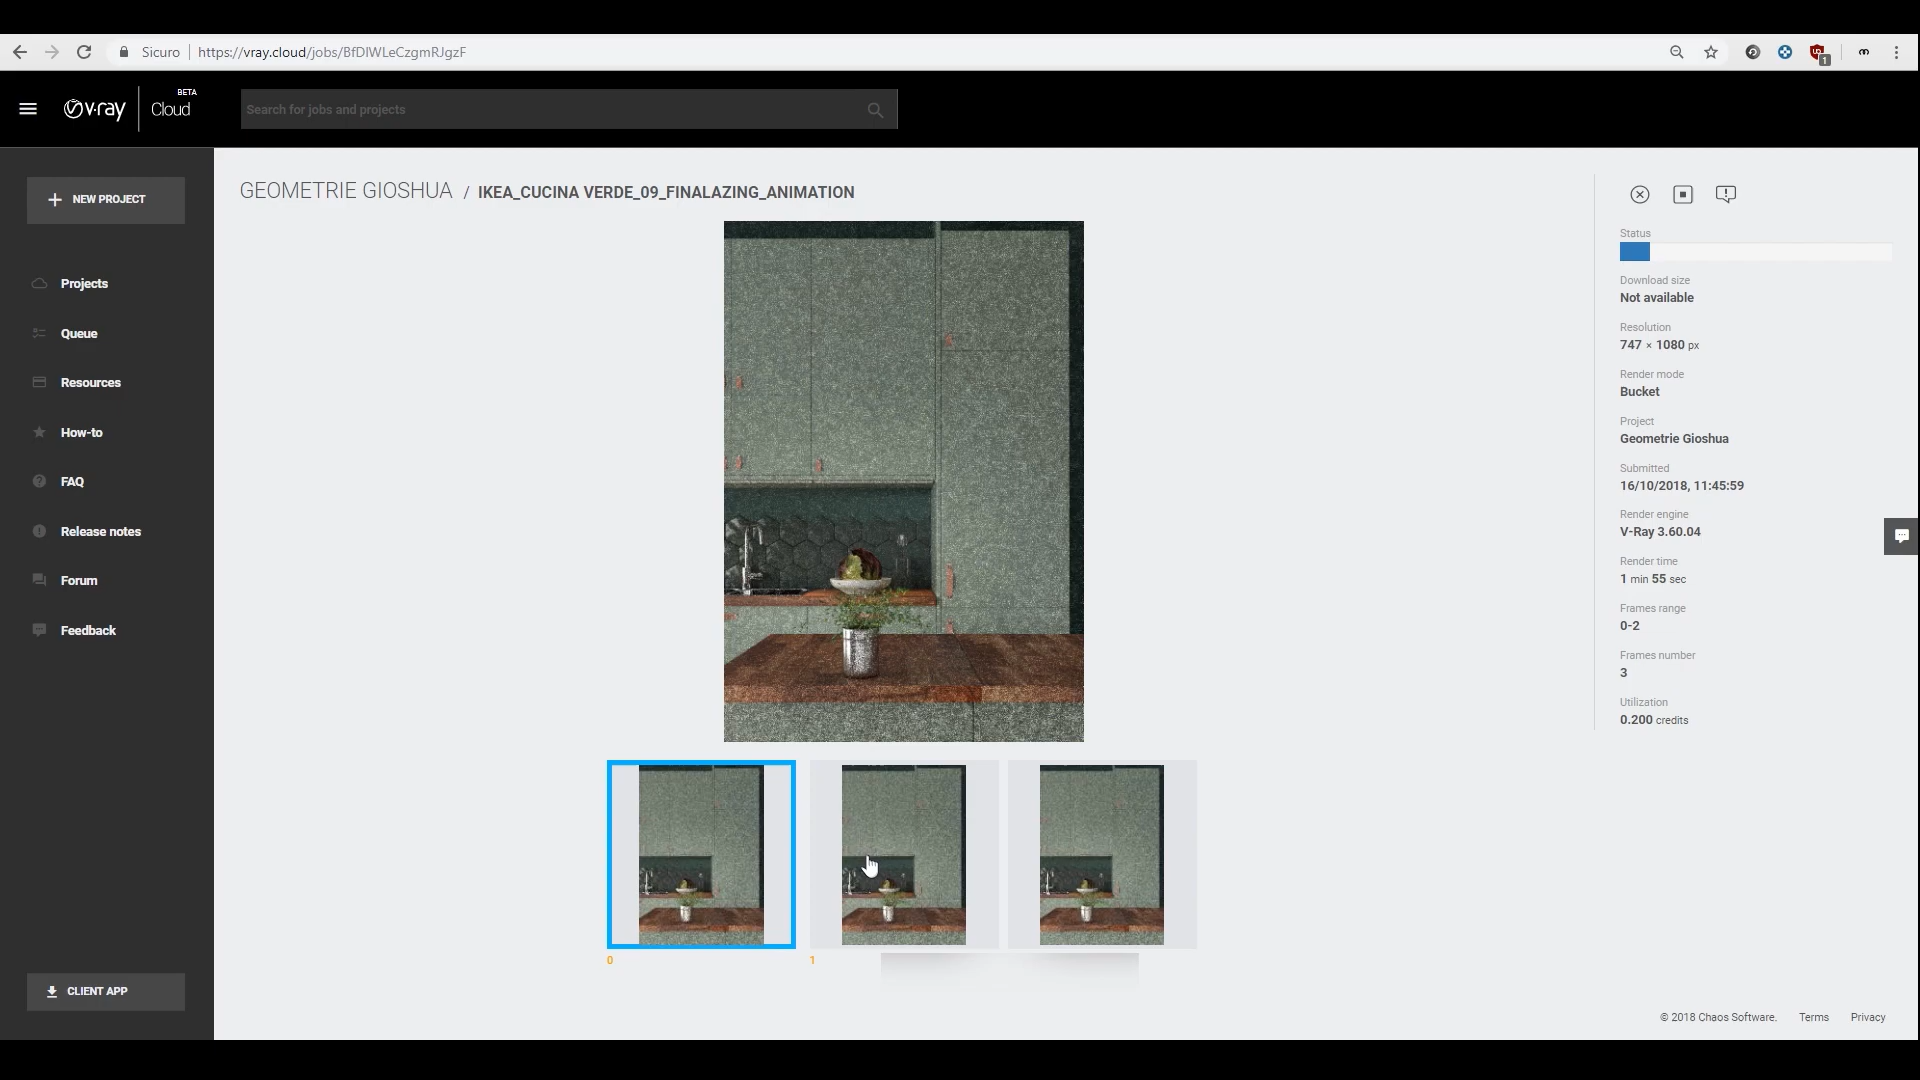 Sicuro
https://vray.cloud/jobs/BfDIWLeCzgmRJgzF
1
v·ray
Cloud
BETA
Search for jobs and projects
NEW PROJECT
Projects
Queue
Resources
How-to
FAQ
Release notes
Forum
Feedback
CLIENT APP
GEOMETRIE GIOSHUA / IKEA_CUCINA VERDE_09_FINALAZING_ANIMATION
0
1
Status
Download size
Not available
Resolution
747 × 1080 px
Render mode
Bucket
Project
Geometrie Gioshua
Submitted
16/10/2018, 11:45:59
Render engine
V-Ray 3.60.04
Render time
1 min 55 sec
Frames range
0-2
Frames number
3
Utilization
0.200 credits
© 2018 Chaos Software. Terms Privacy